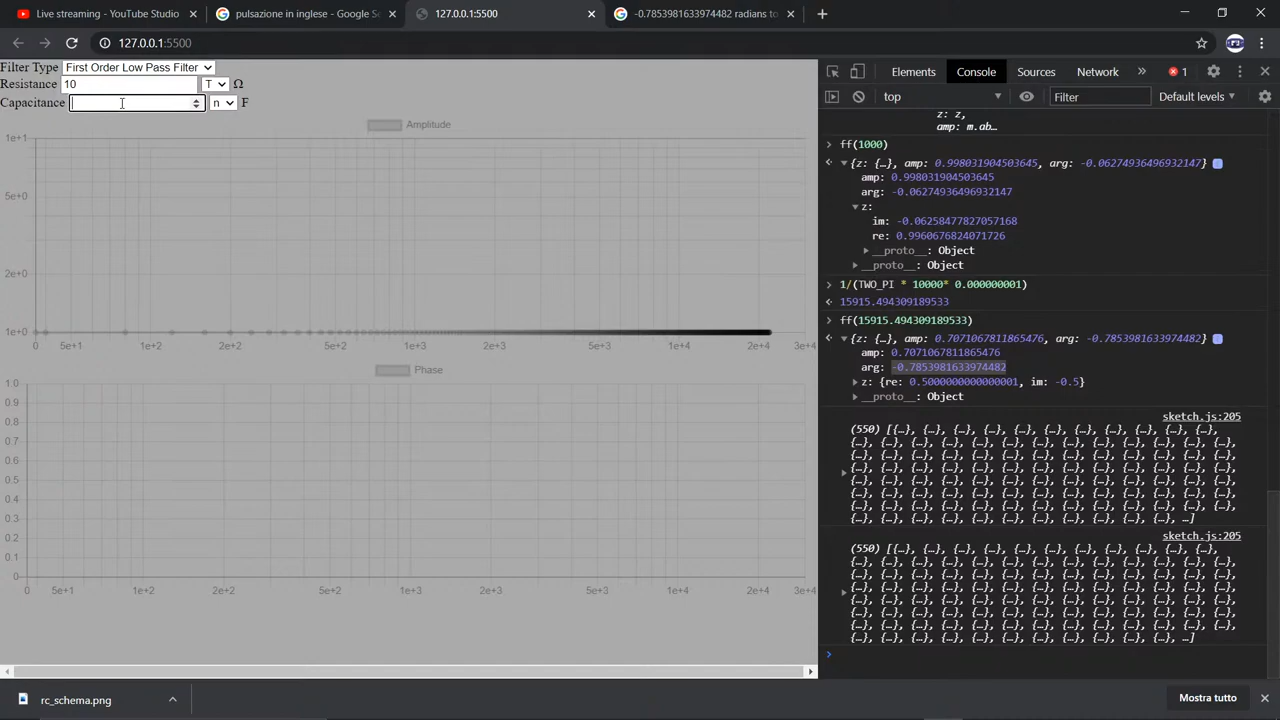 Live streaming - YouTube Studio
pulsazione in inglese - Google Se
127.0.0.1:5500
-0.7853981633974482 radians to
127.0.0.1:5500
Filter Type First Order Low Pass Filter
Resistance 10 T Ω
Capacitance n F
Amplitude
1e+1
5e+0
2e+0
1e+0
0 5e+1 1e+2 2e+2 5e+2 1e+3 2e+3 5e+3 1e+4 2e+4 3e+4
Phase
1.0
0.9
0.8
0.7
0.6
0.5
0.4
0.3
0.2
0.1
0
0 5e+1 1e+2 2e+2 5e+2 1e+3 2e+3 5e+3 1e+4 2e+4 3e+4
Elements Console Sources Performance Network » 1
top Filter Default levels
z: z,
amp: m.ab…
ff(1000)
{z: {…}, amp: 0.998031904503645, arg: -0.06274936496932147}
amp: 0.998031904503645
arg: -0.06274936496932147
z:
im: -0.06258477827057168
re: 0.9960676824071726
__proto__: Object
__proto__: Object
1/(TWO_PI * 10000* 0.000000001)
15915.494309189533
ff(15915.494309189533)
{z: {…}, amp: 0.7071067811865476, arg: -0.7853981633974482}
amp: 0.7071067811865476
arg: -0.7853981633974482
z: {re: 0.5000000000000001, im: -0.5}
__proto__: Object
sketch.js:205
(550) [{…}, {…}, {…}, {…}, {…}, {…}, {…}, {…}, {…}, {…},
{…}, {…}, {…}, {…}, {…}, {…}, {…}, {…}, {…}, {…}, {…}, {…}, {…},
{…}, {…}, {…}, {…}, {…}, {…}, {…}, {…}, {…}, {…}, {…}, {…}, {…},
{…}, {…}, {…}, {…}, {…}, {…}, {…}, {…}, {…}, {…}, {…}, {…}, {…},
{…}, {…}, {…}, {…}, {…}, {…}, {…}, {…}, {…}, {…}, {…}, {…}, {…},
{…}, {…}, {…}, {…}, {…}, {…}, {…}, {…}, {…}, {…}, {…}, {…}, {…},
{…}, {…}, {…}, {…}, {…}, {…}, {…}, {…}, {…}, {…}, {…}, …]
sketch.js:205
(550) [{…}, {…}, {…}, {…}, {…}, {…}, {…}, {…}, {…}, {…},
{…}, {…}, {…}, {…}, {…}, {…}, {…}, {…}, {…}, {…}, {…}, {…}, {…},
{…}, {…}, {…}, {…}, {…}, {…}, {…}, {…}, {…}, {…}, {…}, {…}, {…},
{…}, {…}, {…}, {…}, {…}, {…}, {…}, {…}, {…}, {…}, {…}, {…}, {…},
{…}, {…}, {…}, {…}, {…}, {…}, {…}, {…}, {…}, {…}, {…}, {…}, {…},
{…}, {…}, {…}, {…}, {…}, {…}, {…}, {…}, {…}, {…}, {…}, {…}, {…},
{…}, {…}, {…}, {…}, {…}, {…}, {…}, {…}, {…}, {…}, {…}, …]
rc_schema.png
Mostra tutto